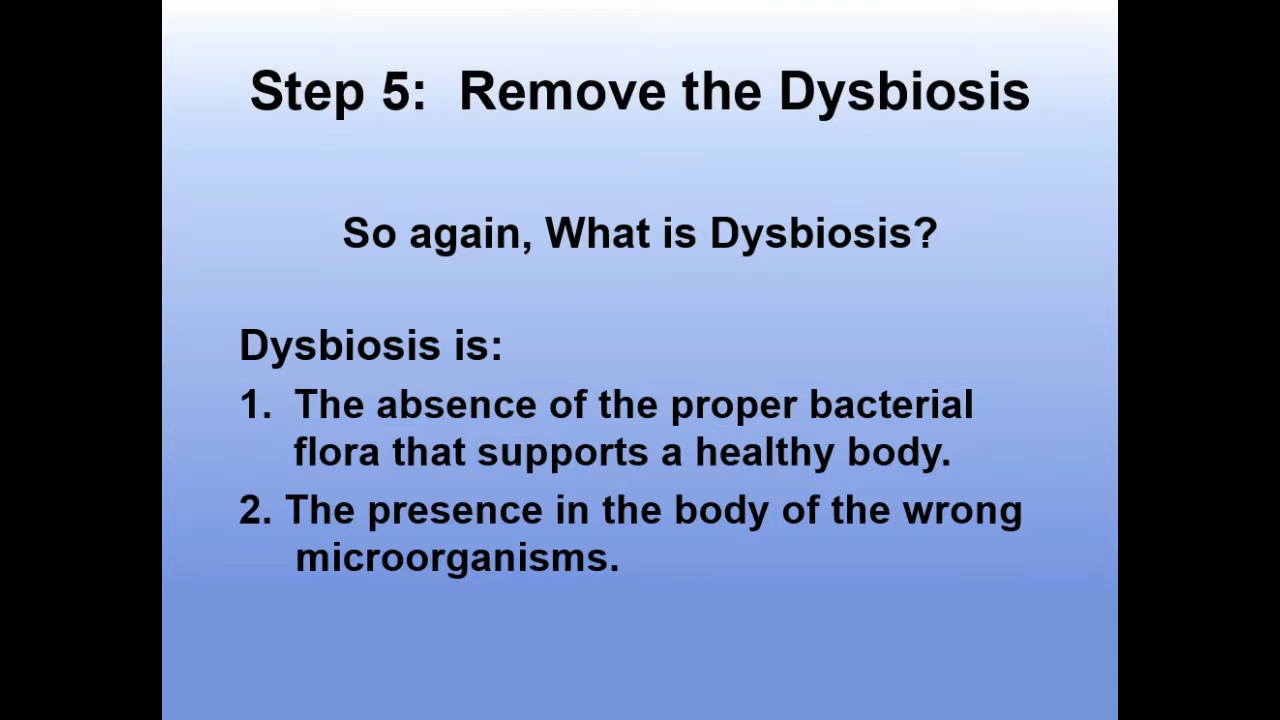 Step 5:  Remove the Dysbiosis
So again, What is Dysbiosis?
Dysbiosis is:
1.  The absence of the proper bacterial
flora that supports a healthy body.
2. The presence in the body of the wrong
microorganisms.